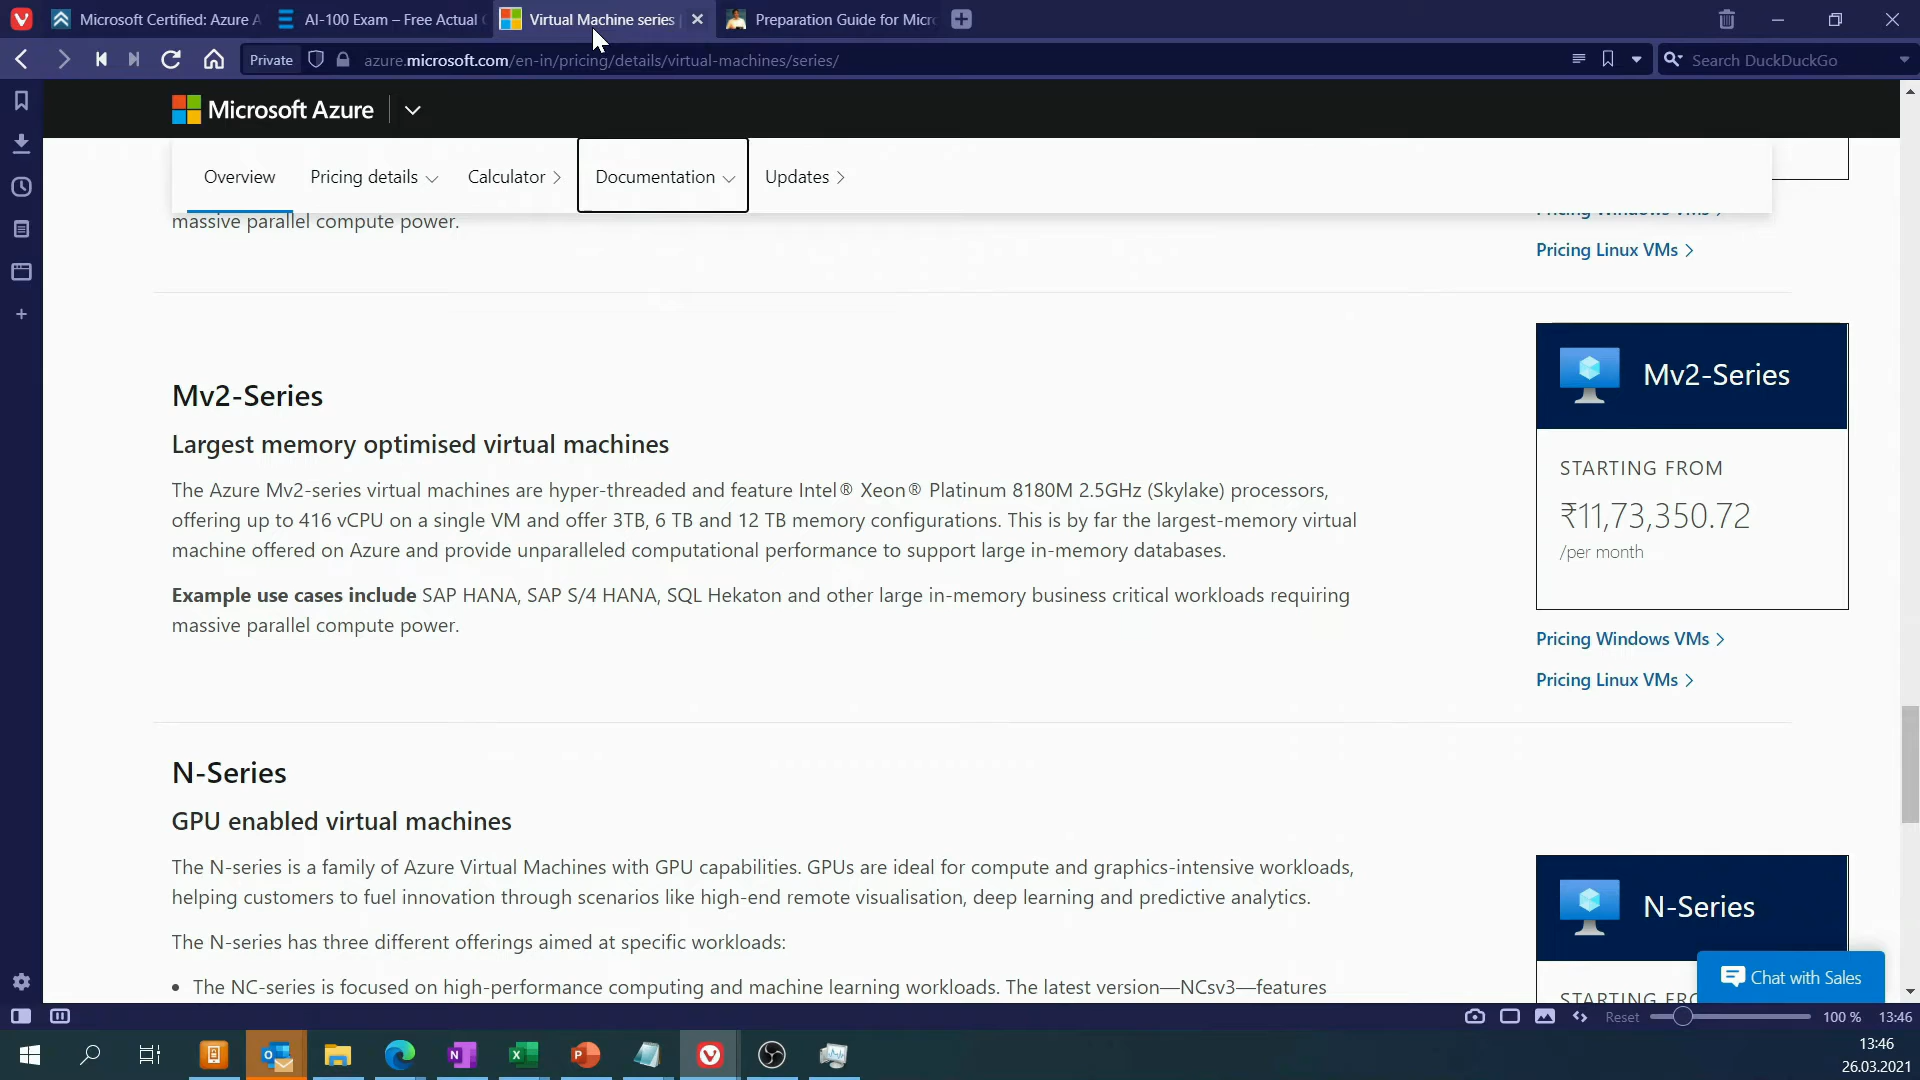 Microsoft Certified: Azure A
AI-100 Exam – Free Actual
Virtual Machine series
Preparation Guide for Micr
Private
azure.microsoft.com/en-in/pricing/details/virtual-machines/series/
Search DuckDuckGo
Microsoft Azure
Overview
Pricing details
Calculator
Documentation
Updates
massive parallel compute power.
Pricing Windows VMs
Pricing Linux VMs
Mv2-Series
Largest memory optimised virtual machines
The Azure Mv2-series virtual machines are hyper-threaded and feature Intel® Xeon® Platinum 8180M 2.5GHz (Skylake) processors,
offering up to 416 vCPU on a single VM and offer 3TB, 6 TB and 12 TB memory configurations. This is by far the largest-memory virtual
machine offered on Azure and provide unparalleled computational performance to support large in-memory databases.
Example use cases include SAP HANA, SAP S/4 HANA, SQL Hekaton and other large in-memory business critical workloads requiring
massive parallel compute power.
Mv2-Series
STARTING FROM
₹11,73,350.72
/per month
Pricing Windows VMs
Pricing Linux VMs
N-Series
GPU enabled virtual machines
The N-series is a family of Azure Virtual Machines with GPU capabilities. GPUs are ideal for compute and graphics-intensive workloads,
helping customers to fuel innovation through scenarios like high-end remote visualisation, deep learning and predictive analytics.
The N-series has three different offerings aimed at specific workloads:
• The NC-series is focused on high-performance computing and machine learning workloads. The latest version—NCsv3—features
N-Series
STARTING FRO
Chat with Sales
Reset
100 %
13:46
13:46
26.03.2021